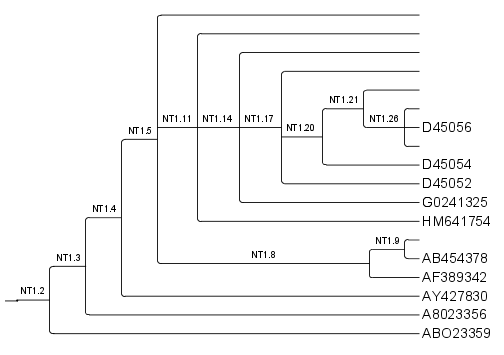 NT1.21
NT1.11 NT1.14 NT1.17 NT1.26
NT1.5 NT1.20 D45056
D45054
D45052
NT1.4 G0241325
HM641754
NT1.9
NT1.3 NT1.8 AB454378
AF389342
NT1.2 AY427830
A8023356
ABO23359